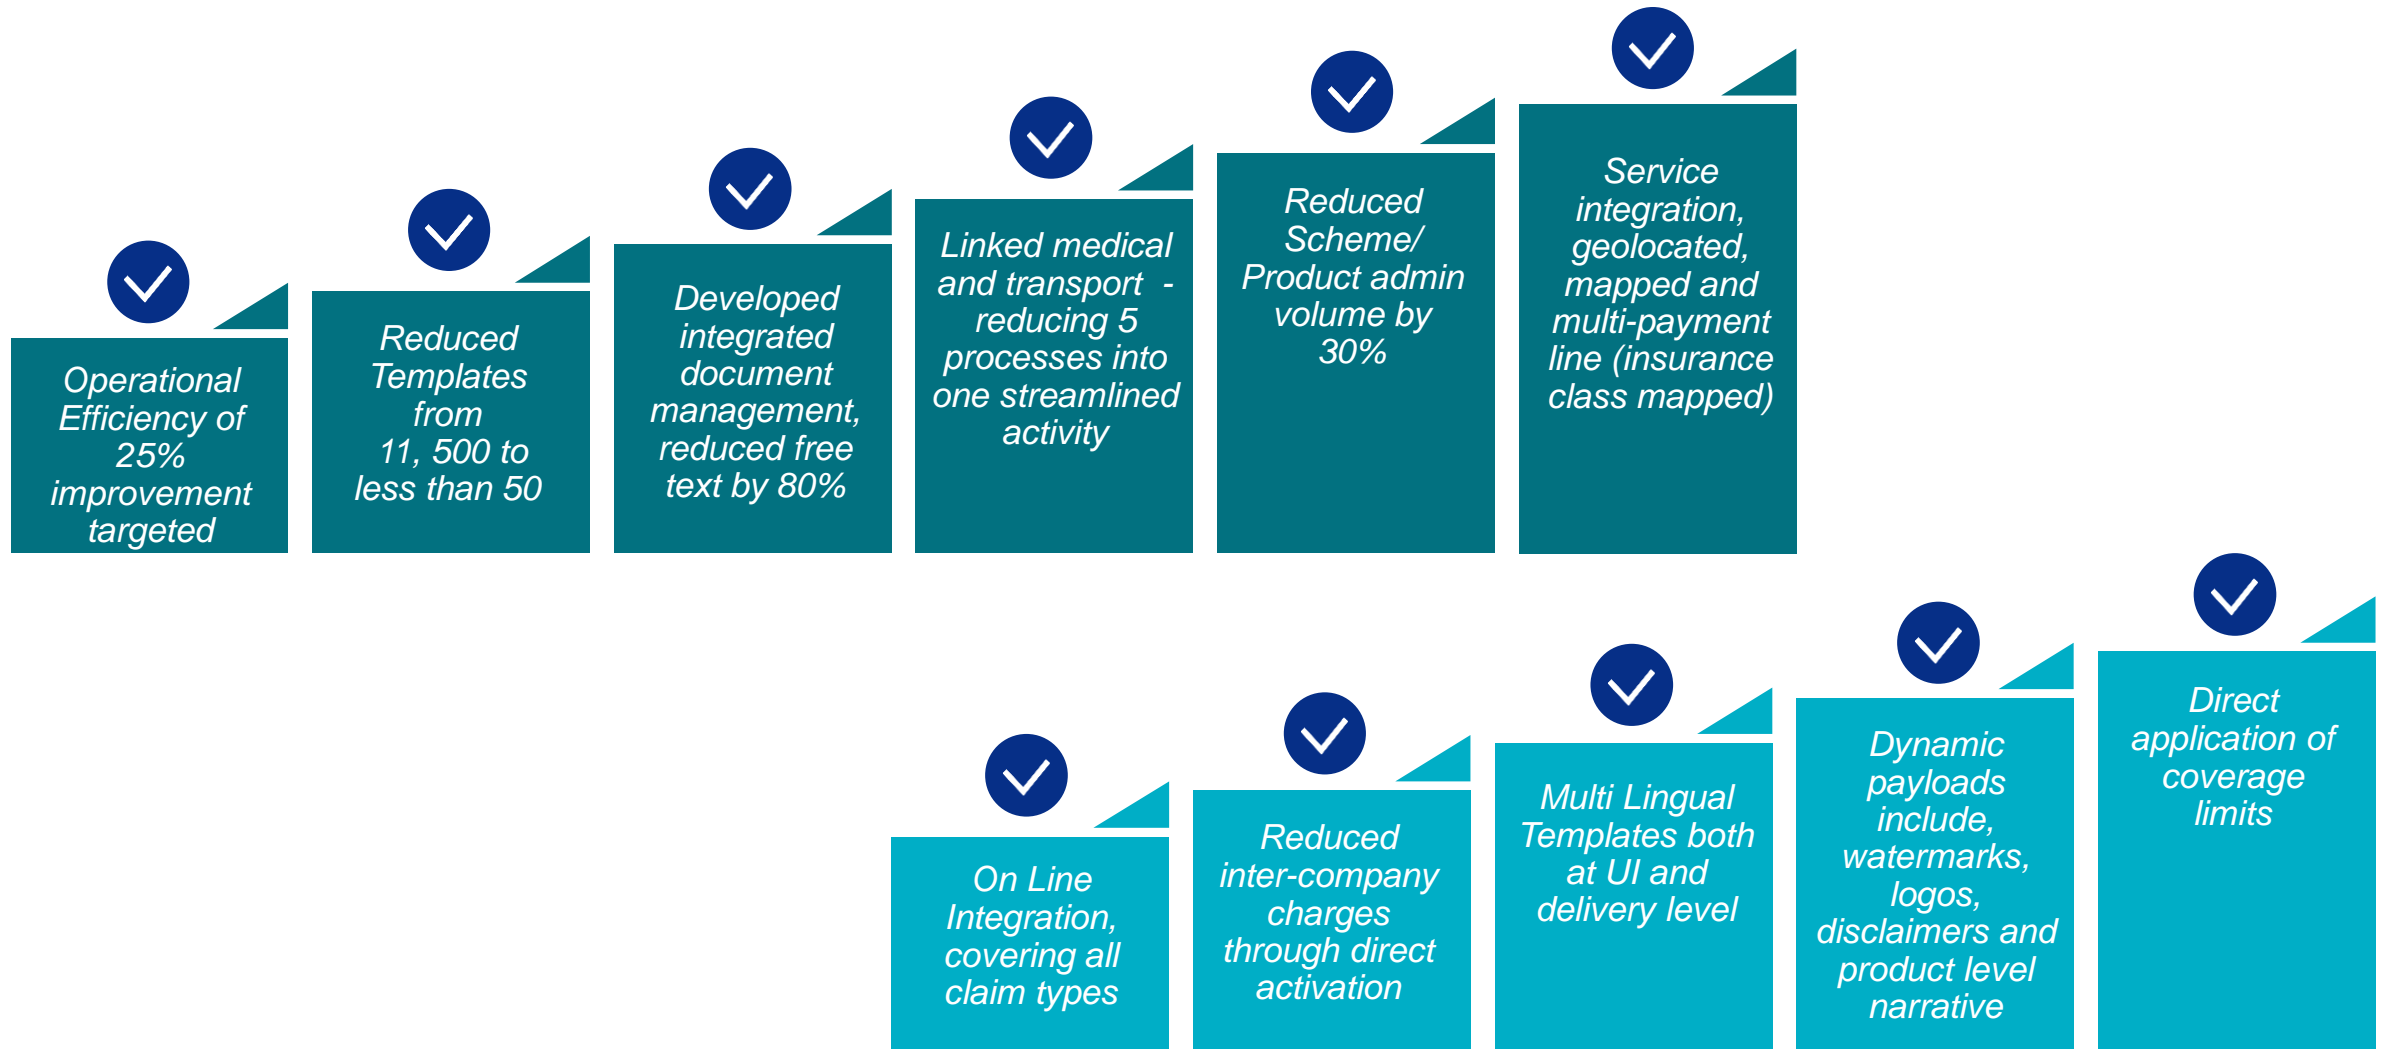 Operational
Efficiency of
25%
improvement
targeted
Reduced
Templates
from
11, 500 to
less than 50
Developed
integrated
document
management,
reduced free
text by 80%
Linked medical
and transport  -
reducing 5
processes into
one streamlined
activity
Reduced
Scheme/
Product admin
volume by
30%
Service
integration,
geolocated,
mapped and
multi-payment
line (insurance
class mapped)
On Line
Integration,
covering all
claim types
Reduced
inter-company
charges
through direct
activation
Multi Lingual
Templates both
at UI and
delivery level
Dynamic
payloads
include,
watermarks,
logos,
disclaimers and
product level
narrative
Direct
application of
coverage
limits